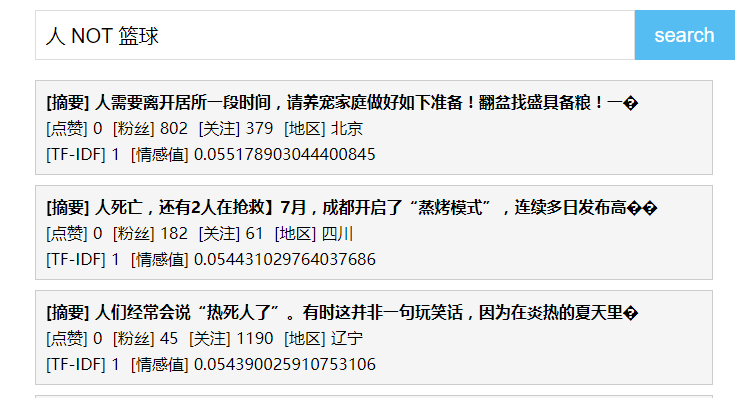 人 NOT 篮球
search
[摘要] 人需要离开居所一段时间，请养宠家庭做好如下准备！翻盆找盛具备粮！一�
[点赞] 0 [粉丝] 802 [关注] 379 [地区] 北京
[TF-IDF] 1 [情感值] 0.055178903044400845
[摘要] 人死亡，还有2人在抢救】7月，成都开启了“蒸烤模式”，连续多日发布高��
[点赞] 0 [粉丝] 182 [关注] 61 [地区] 四川
[TF-IDF] 1 [情感值] 0.054431029764037686
[摘要] 人们经常会说“热死人了”。有时这并非一句玩笑话，因为在炎热的夏天里�
[点赞] 0 [粉丝] 45 [关注] 1190 [地区] 辽宁
[TF-IDF] 1 [情感值] 0.054390025910753106